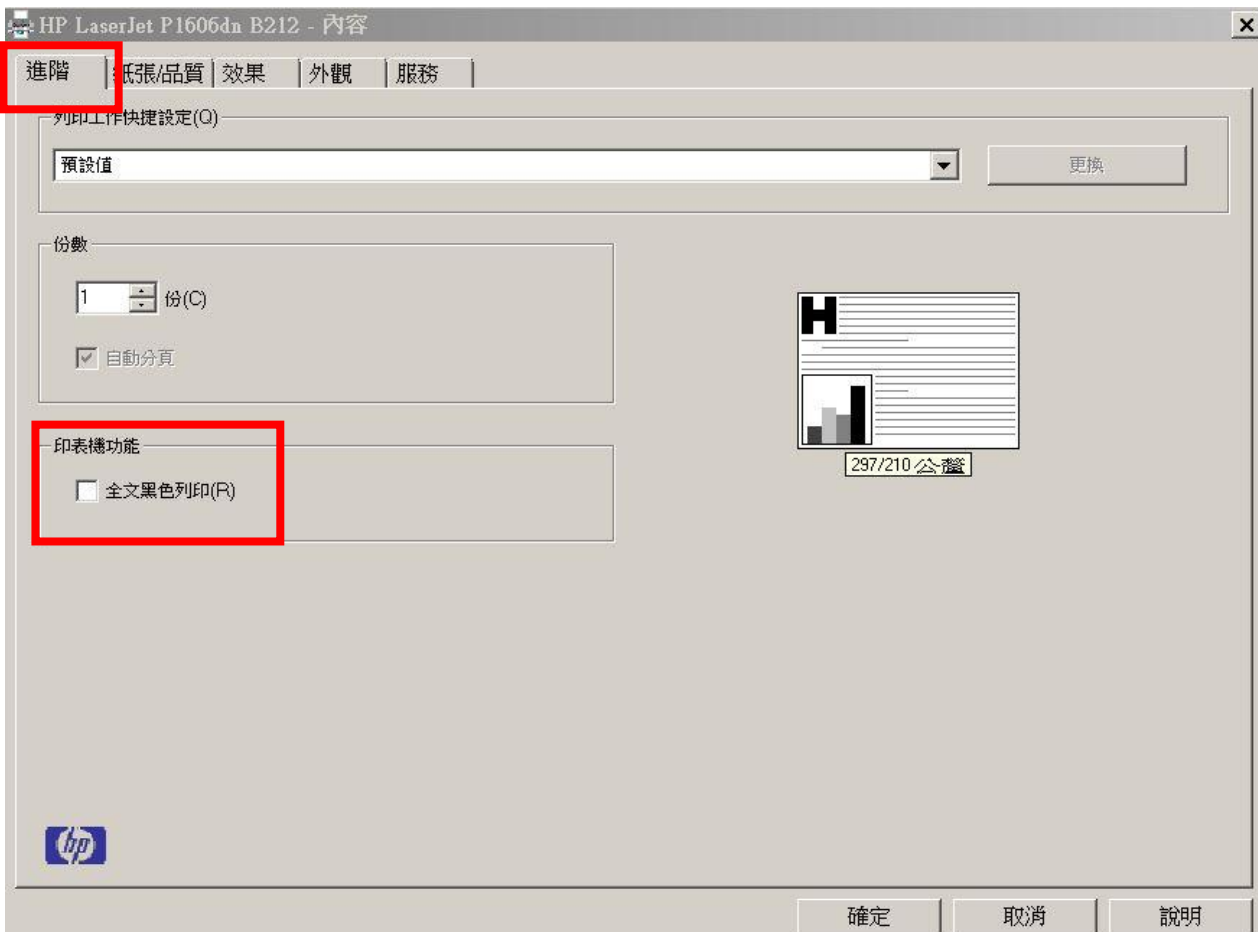 HP LaserJet P1606dn B212 - 內容
進階 紙張/品質 效果 外觀 服務
列印工作快捷設定(Q)
預設值 更換
份數
1 份(C)
自動分頁
H
297/210 公釐
印表機功能
全文黑色列印(R)
hp
確定 取消 說明